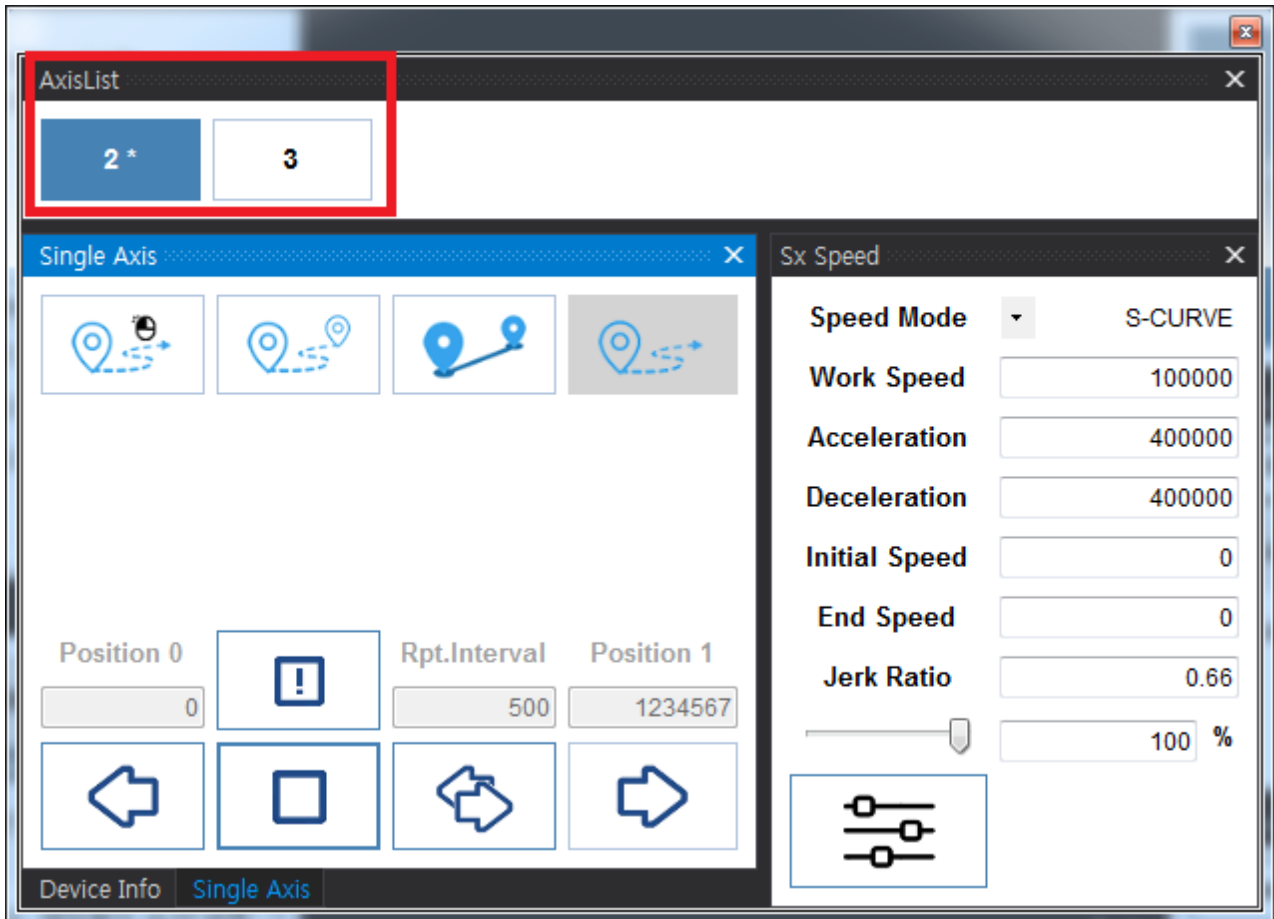 AxisList
2 *
3
Single Axis
Position 0
Rpt.Interval
Position 1
0
500
1234567
Device Info
Single Axis
Sx Speed
Speed Mode S-CURVE
Work Speed 100000
Acceleration 400000
Deceleration 400000
Initial Speed 0
End Speed 0
Jerk Ratio 0.66
100 %